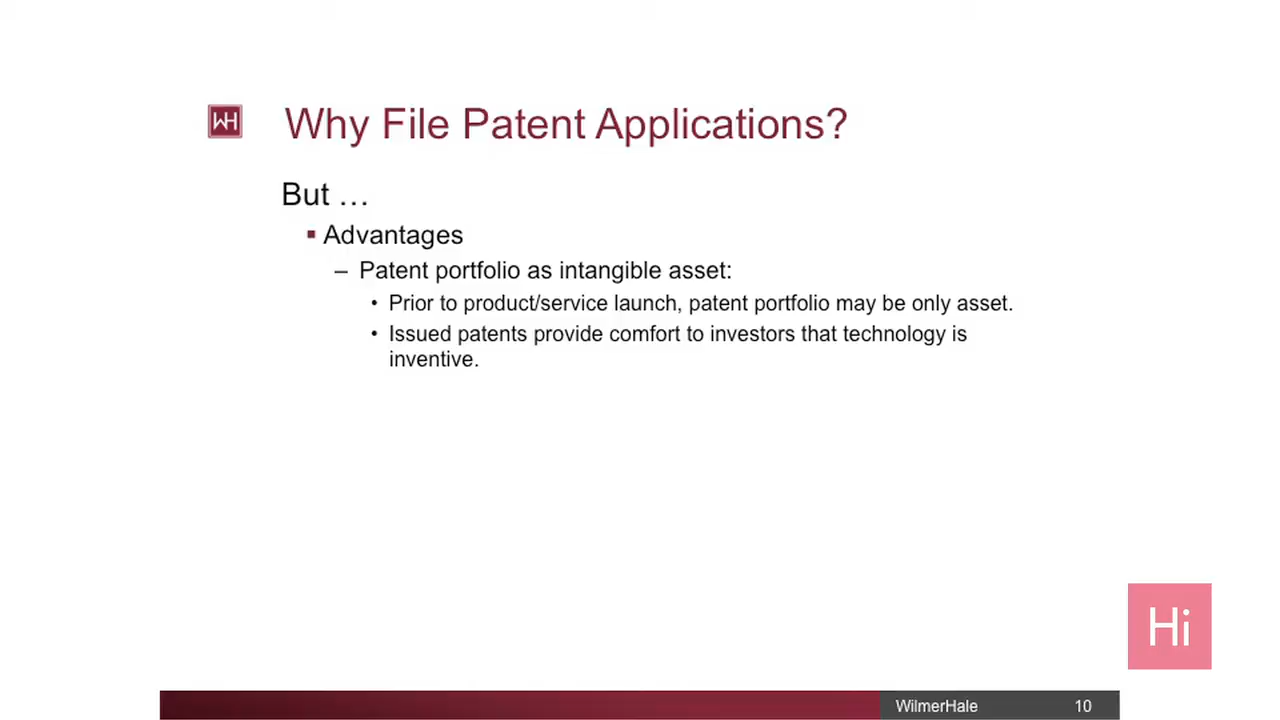 WH
Why File Patent Applications?
But …
▪ Advantages
– Patent portfolio as intangible asset:
• Prior to product/service launch, patent portfolio may be only asset.
• Issued patents provide comfort to investors that technology is
inventive.
Hi
WilmerHale 10